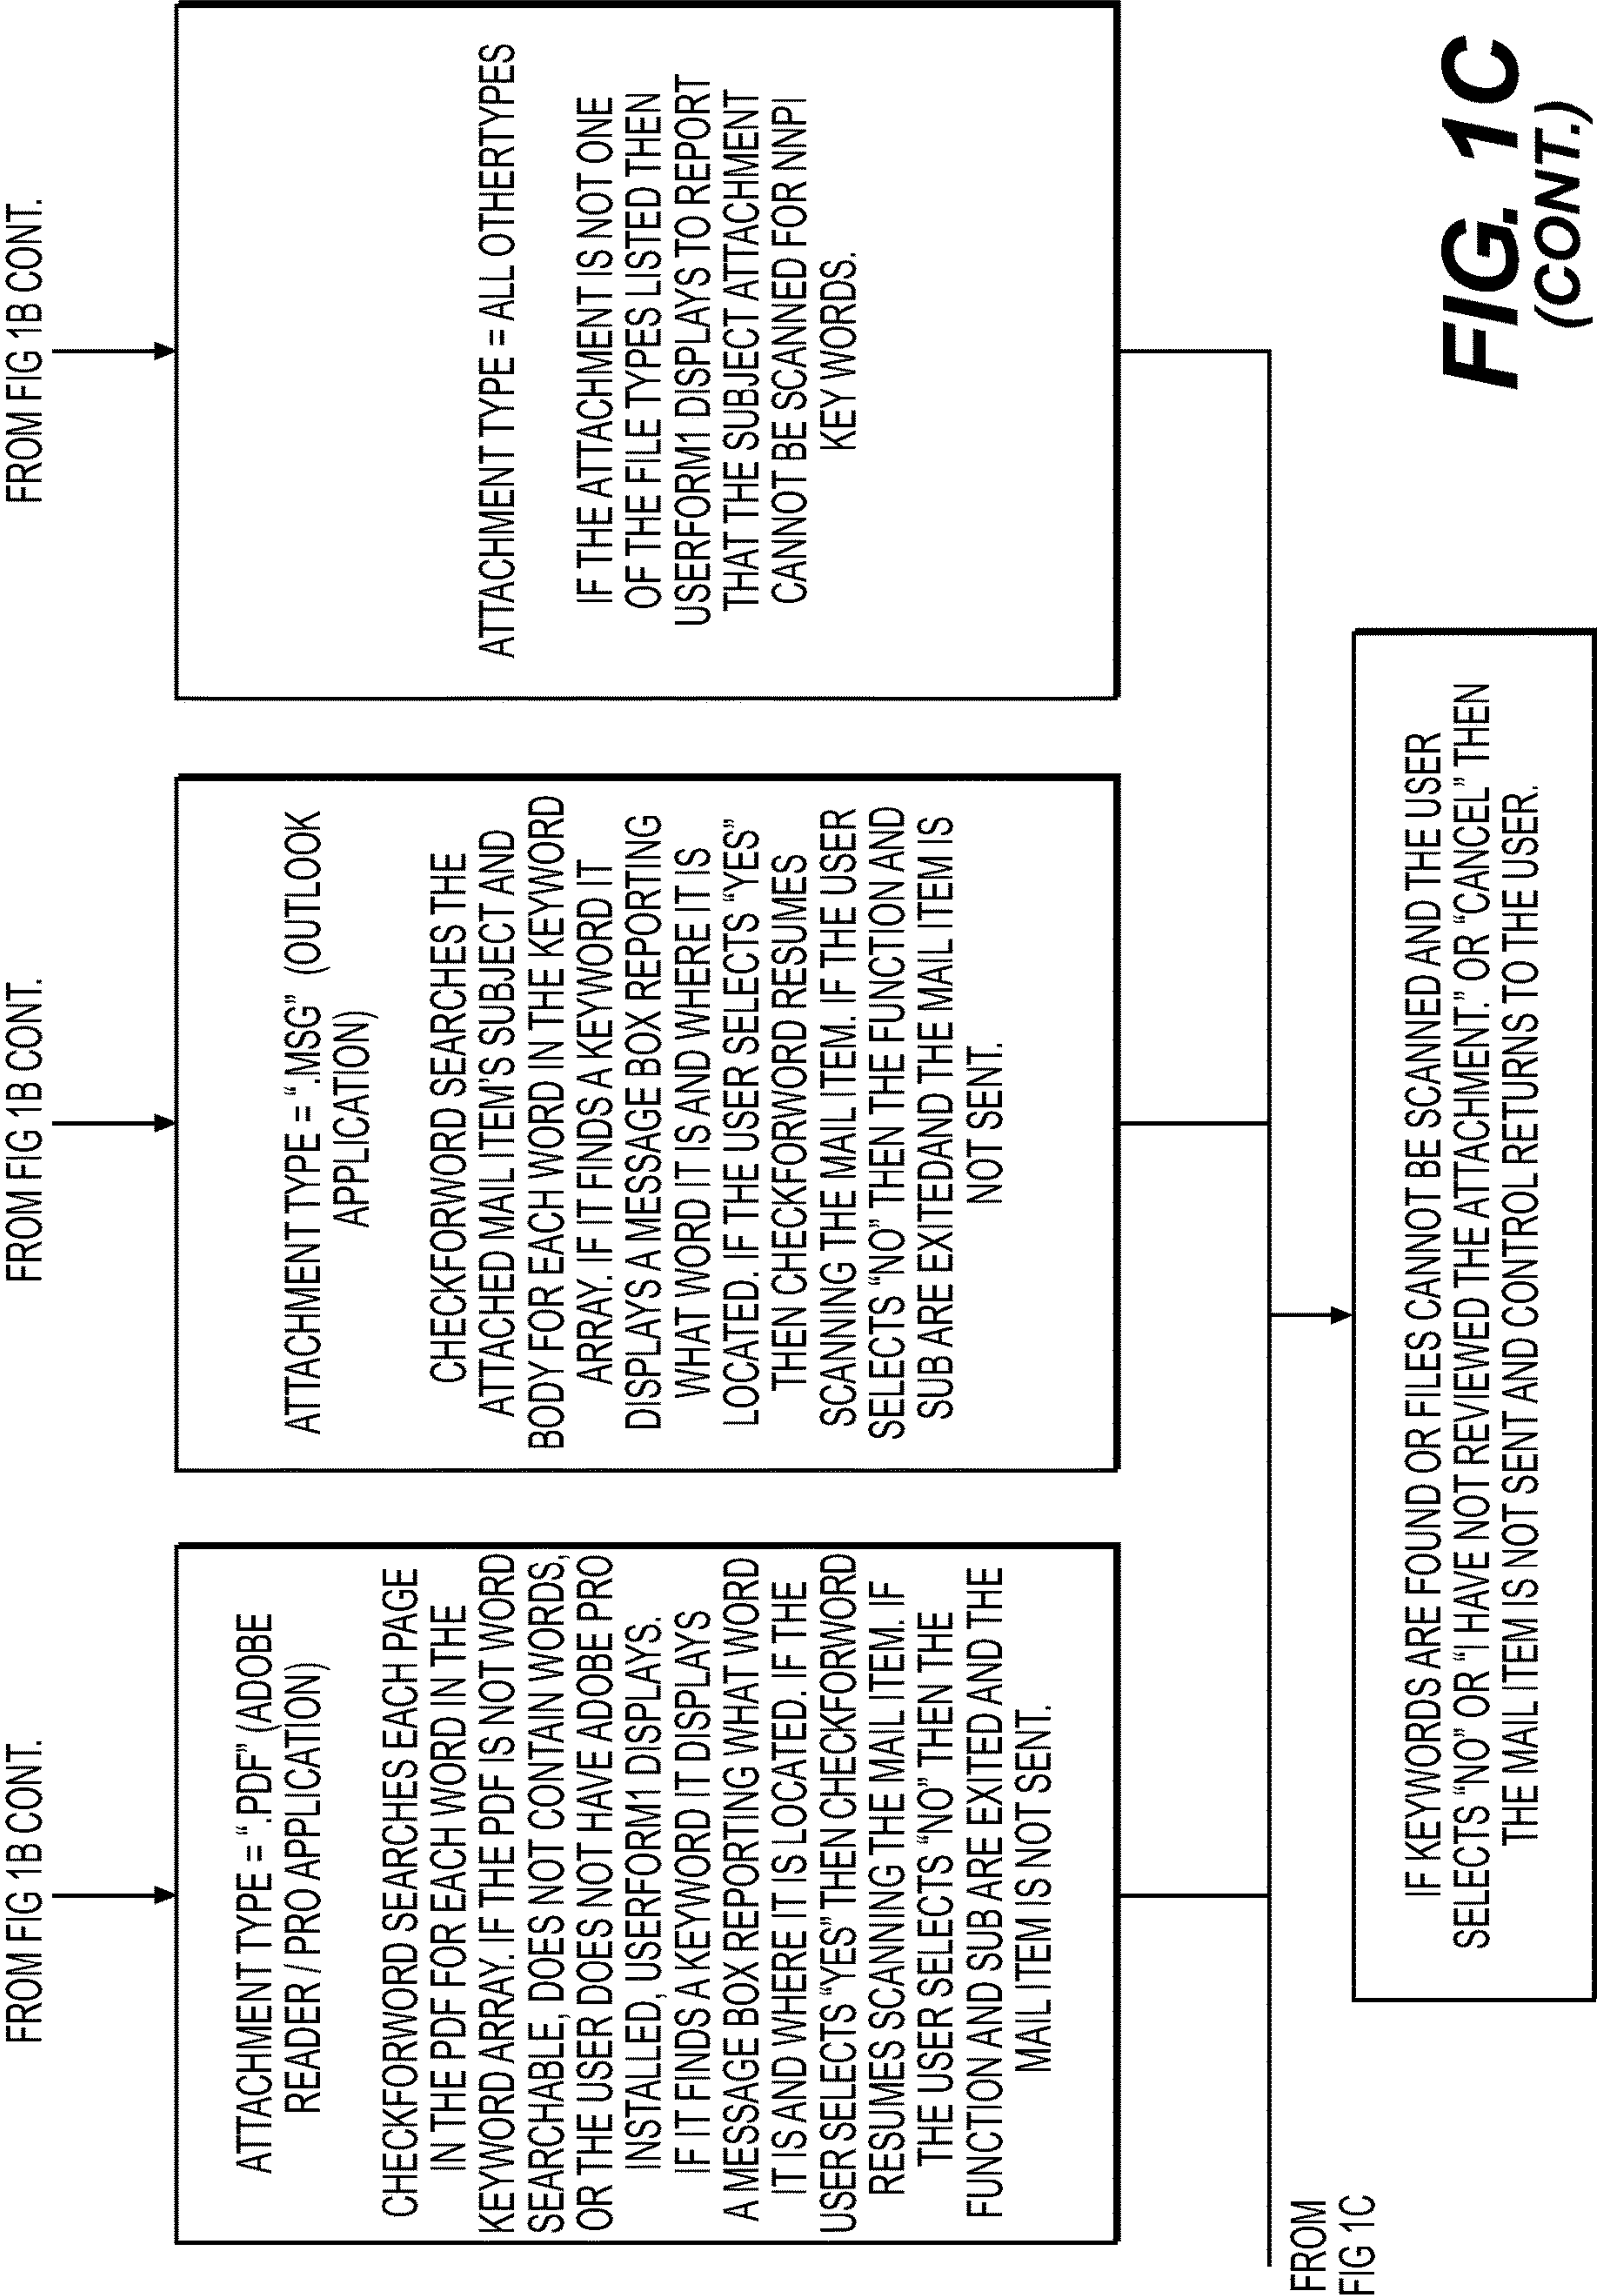 FROM FIG 1B CONT.
ATTACHMENT TYPE = “.PDF” (ADOBE
READER / PRO APPLICATION)
CHECKFORWORD SEARCHES EACH PAGE
IN THE PDF FOR EACH WORD IN THE
KEYWORD ARRAY. IF THE PDF IS NOT WORD
SEARCHABLE, DOES NOT CONTAIN WORDS,
OR THE USER DOES NOT HAVE ADOBE PRO
INSTALLED, USERFORM1 DISPLAYS.
IF IT FINDS A KEYWORD IT DISPLAYS
A MESSAGE BOX REPORTING WHAT WORD
IT IS AND WHERE IT IS LOCATED. IF THE
USER SELECTS “YES” THEN CHECKFORWORD
RESUMES SCANNING THE MAIL ITEM. IF
THE USER SELECTS “NO” THEN THE
FUNCTION AND SUB ARE EXITED AND THE
MAIL ITEM IS NOT SENT.
FROM FIG 1B CONT.
ATTACHMENT TYPE = “.MSG” (OUTLOOK
APPLICATION)
CHECKFORWORD SEARCHES THE
ATTACHED MAIL ITEM’S SUBJECT AND
BODY FOR EACH WORD IN THE KEYWORD
ARRAY. IF IT FINDS A KEYWORD IT
DISPLAYS A MESSAGE BOX REPORTING
WHAT WORD IT IS AND WHERE IT IS
LOCATED. IF THE USER SELECTS “YES”
THEN CHECKFORWORD RESUMES
SCANNING THE MAIL ITEM. IF THE USER
SELECTS “NO” THEN THE FUNCTION AND
SUB ARE EXITEDAND THE MAIL ITEM IS
NOT SENT.
FROM FIG 1B CONT.
ATTACHMENT TYPE = ALL OTHERTYPES
IF THE ATTACHMENT IS NOT ONE
OF THE FILE TYPES LISTED THEN
USERFORM1 DISPLAYS TO REPORT
THAT THE SUBJECT ATTACHMENT
CANNOT BE SCANNED FOR NNPI
KEY WORDS.
FROM
FIG 1C
IF KEYWORDS ARE FOUND OR FILES CANNOT BE SCANNED AND THE USER
SELECTS “NO” OR “I HAVE NOT REVIEWED THE ATTACHMENT.” OR “CANCEL” THEN
THE MAIL ITEM IS NOT SENT AND CONTROL RETURNS TO THE USER.
FIG. 1C
(CONT.)